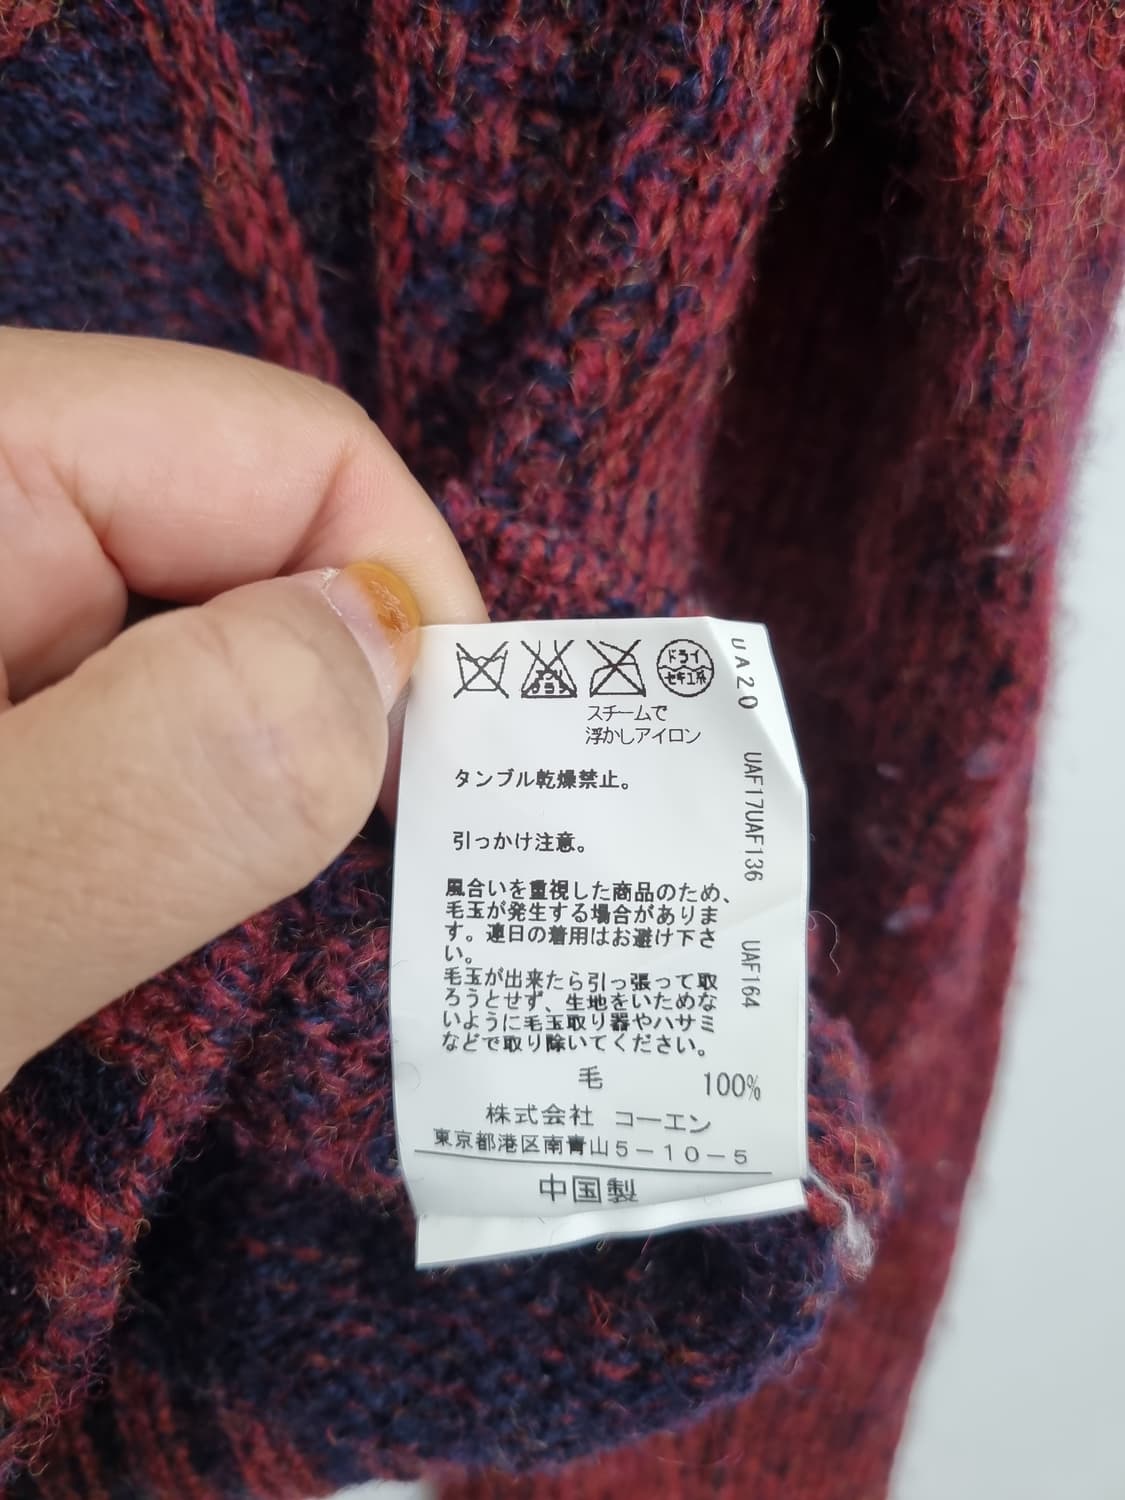 エンソサラシ
ドライ
セキユ系
スチームで
浮かしアイロン
タンブル乾燥禁止。
引っかけ注意。
風合いを重視した商品のため、
毛玉が発生する場合がありま
す。連日の着用はお避け下さ
い。
毛玉が出来たら引っ張って取
ろうとせず、生地をいためな
いように毛玉取り器やハサミ
などで取り除いてください。
毛 100%
株式会社 コーエン
東京都港区南青山5-10-5
中国製
UA20
UAF17UAF136
UAF164